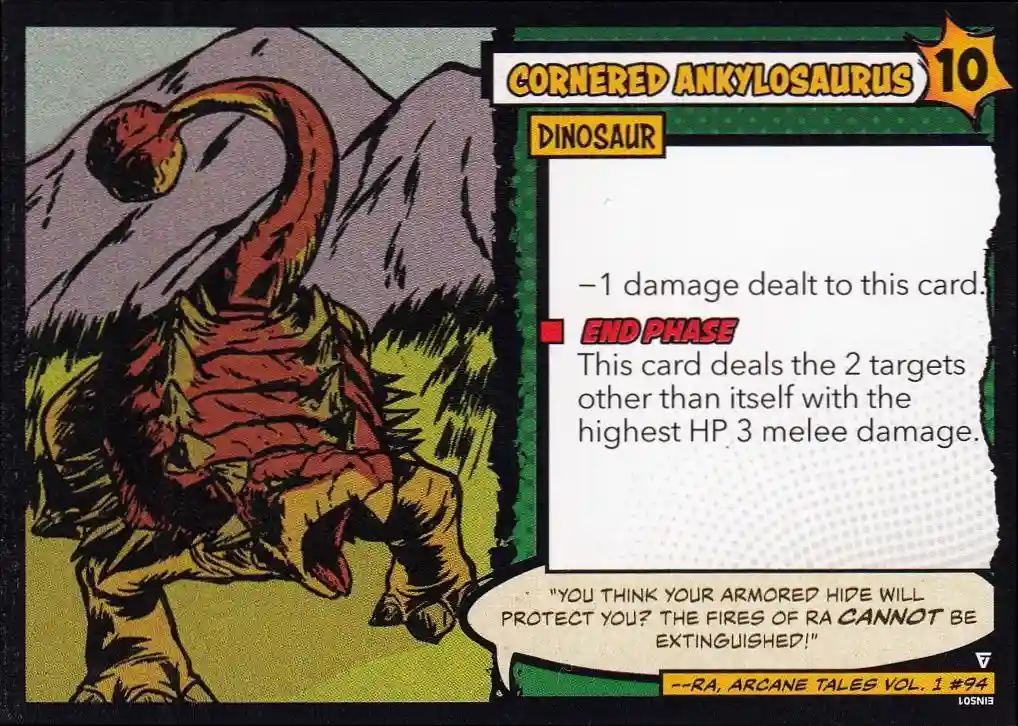 CORNERED ANKYLOSAURUS
10
DINOSAUR
−1 damage dealt to this card.
END PHASE
This card deals the 2 targets
other than itself with the
highest HP 3 melee damage.
"YOU THINK YOUR ARMORED HIDE WILL
PROTECT YOU? THE FIRES OF RA CANNOT BE
EXTINGUISHED!"
--RA, ARCANE TALES VOL. 1 #94
EINS01